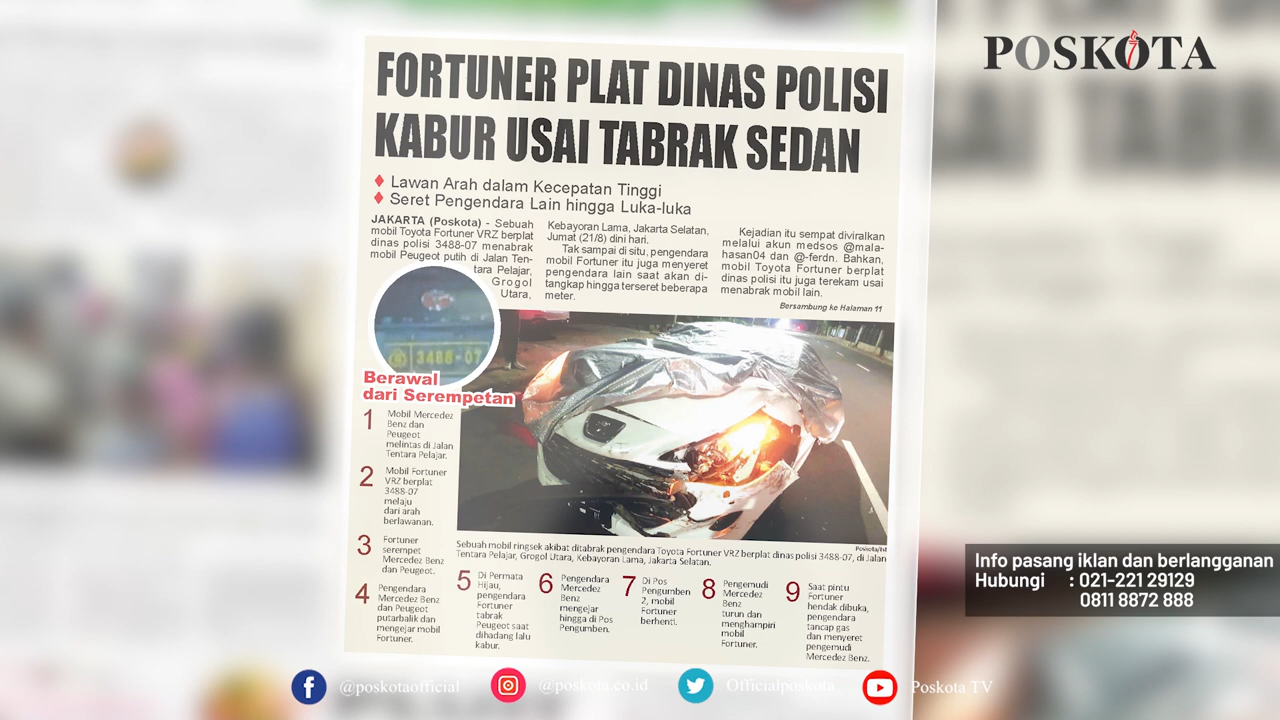 POSKOTA
FORTUNER PLAT DINAS POLISI
KABUR USAI TABRAK SEDAN
Lawan Arah dalam Kecepatan Tinggi
Seret Pengendara Lain hingga Luka-luka
JAKARTA (Poskota) - Sebuah
mobil Toyota Fortuner VRZ berplat
dinas polisi 3488-07 menabrak
mobil Peugeot putih di Jalan Ten-
tara Pelajar,
Grogol
Utara,
Kebayoran Lama, Jakarta Selatan,
Jumat (21/8) dini hari.
Tak sampai di situ, pengendara
mobil Fortuner itu juga menyeret
pengendara lain saat akan di-
tangkap hingga terseret beberapa
meter.
Kejadian itu sempat diviralkan
melalui akun medsos @mala-
hasan04 dan @-ferdn. Bahkan,
mobil Toyota Fortuner berplat
dinas polisi itu juga terekam usai
menabrak mobil lain.
Bersambung ke Halaman 11
3488-07
Berawal
dari Serempetan
1
Mobil Mercedez
Benz dan
Peugeot
melintas di Jalan
Tentara Pelajar.
2
Mobil Fortuner
VRZ berplat
3488-07
melaju
dari arah
berlawanan.
3
Fortuner
serempet
Mercedez Benz
dan Peugeot.
4
Pengendara
Mercedez Benz
dan Peugeot
putarbalik dan
mengejar mobil
Fortuner.
Poskota/Ist
Sebuah mobil ringsek akibat ditabrak pengendara Toyota Fortuner VRZ berplat dinas polisi 3488-07, di Jalan
Tentara Pelajar, Grogol Utara, Kebayoran Lama, Jakarta Selatan.
5
Di Permata
Hijau,
pengendara
Fortuner
tabrak
Peugeot saat
dihadang lalu
kabur.
6
Pengendara
Mercedez
Benz
mengejar
hingga di Pos
Pengumben.
7
Di Pos
Pengumben
2, mobil
Fortuner
berhenti.
8
Pengemudi
Mercedez
Benz
turun dan
menghampiri
mobil
Fortuner.
9
Saat pintu
Fortuner
hendak dibuka,
pengendara
tancap gas
dan menyeret
pengemudi
Mercedez Benz.
Info pasang iklan dan berlangganan
Hubungi : 021-221 29129
0811 8872 888
@poskotaofficial
@poskota.co.id
Officialposkota
Poskota TV